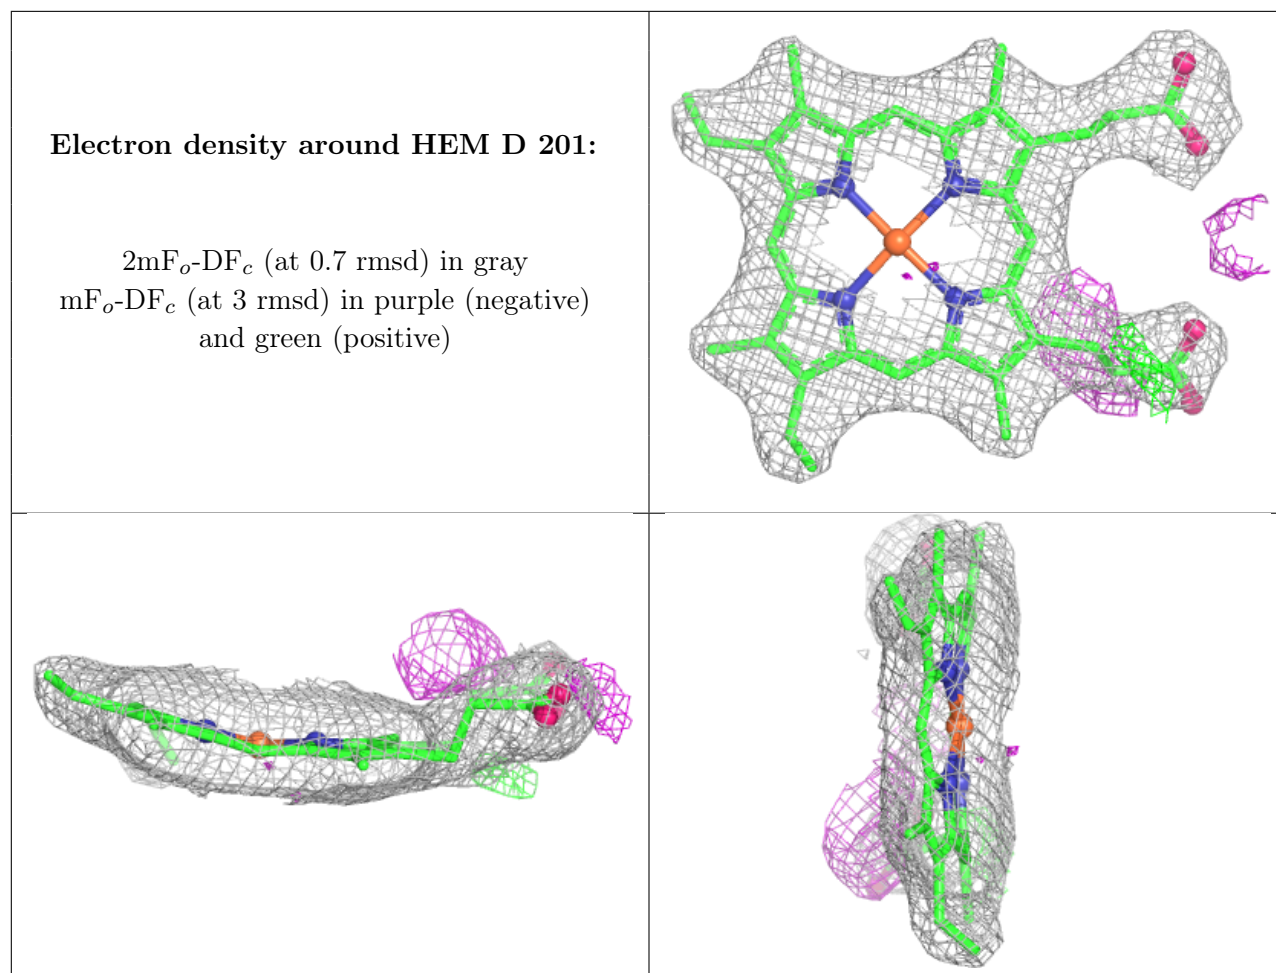 Electron density around HEM D 201:
2mFₒ-DF𝒸 (at 0.7 rmsd) in gray
mFₒ-DF𝒸 (at 3 rmsd) in purple (negative)
and green (positive)